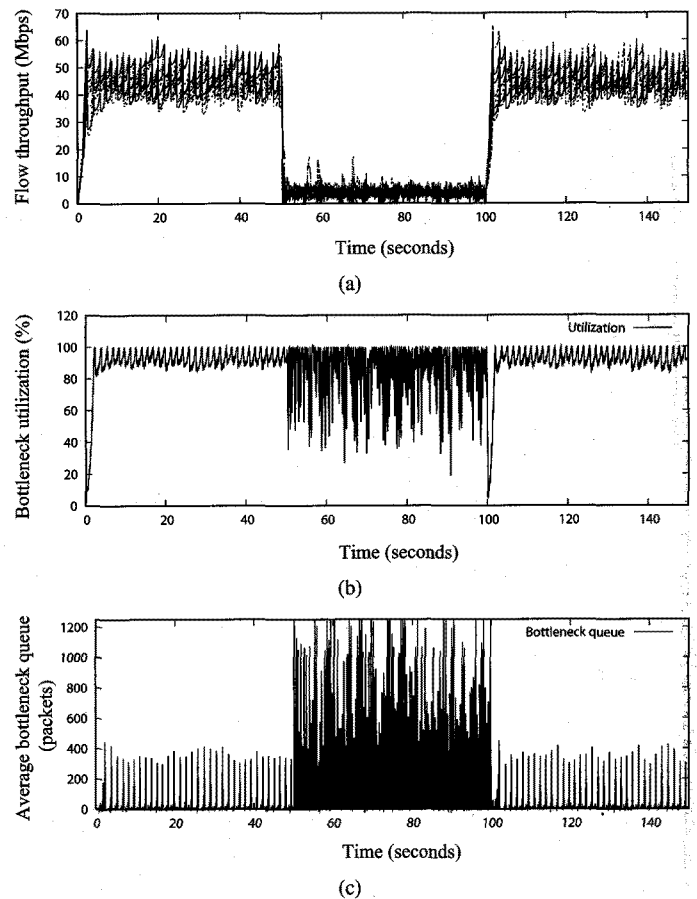 70
60
50
40
30
20
10
0
Flow throughput (Mbps)
0 20 40 60 80 100 120 140
Time (seconds)
(a)
120
100
80
60
40
20
0
Bottleneck utilization (%)
Utilization
0 20 40 60 80 100 120 140
Time (seconds)
(b)
1200
1000
800
600
400
200
0
Average bottleneck queue
(packets)
Bottleneck queue
0 20 40 60 80 100 120 140
Time (seconds)
(c)